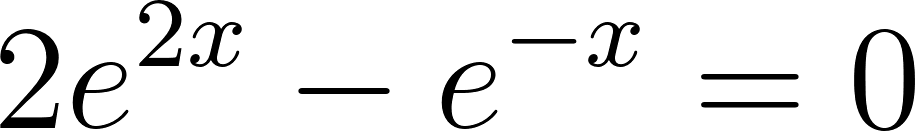 2e^{2x} − e^{−x} = 0